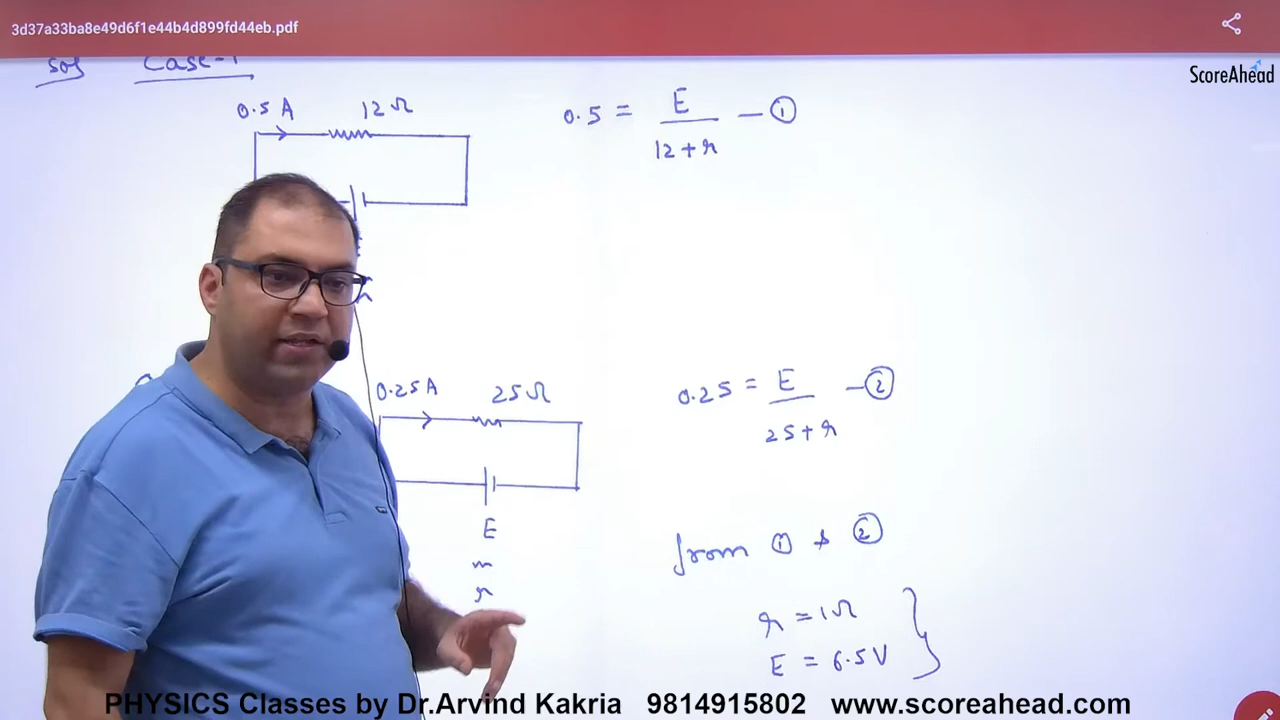 3d37a33ba8e49d6f1e44b4d899fd44eb.pdf
ScoreAhead
Sol Case-1
0.5 A 12 Ω
0.5 = E / 12 + r — ①
0.25 A 25 Ω
0.25 = E / 25 + r — ②
E
r
from ① & ②
r = 1 Ω
E = 6.5 V
PHYSICS Classes by Dr.Arvind Kakria 9814915802 www.scoreahead.com